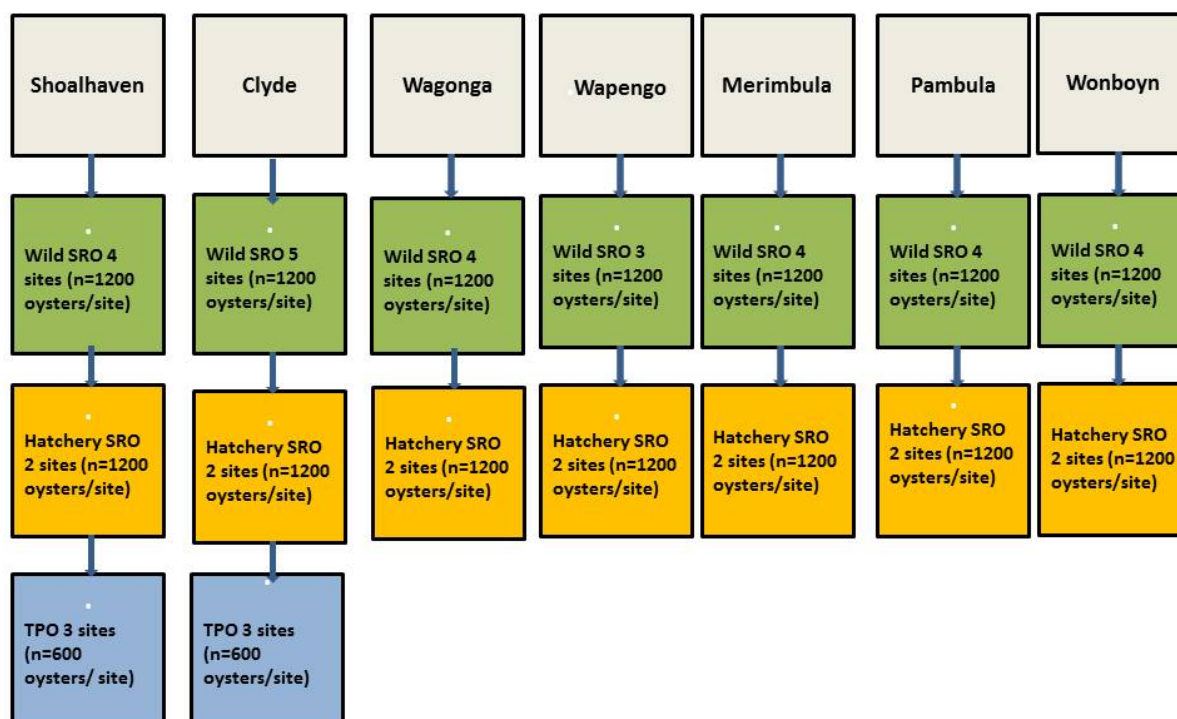 Shoalhaven
Clyde
Wagonga
Wapengo
Merimbula
Pambula
Wonboyn
Wild SRO 4
sites (n=1200
oysters/site)
Wild SRO 5
sites (n=1200
oysters/site)
Wild SRO 4
sites (n=1200
oysters/site)
Wild SRO 3
sites (n=1200
oysters/site)
Wild SRO 4
sites (n=1200
oysters/site)
Wild SRO 4
sites (n=1200
oysters/site)
Wild SRO 4
sites (n=1200
oysters/site)
Hatchery SRO
2 sites (n=1200
oysters/site)
Hatchery SRO
2 sites (n=1200
oysters/site)
Hatchery SRO
2 sites (n=1200
oysters/site)
Hatchery SRO
2 sites (n=1200
oysters/site)
Hatchery SRO
2 sites (n=1200
oysters/site)
Hatchery SRO
2 sites (n=1200
oysters/site)
Hatchery SRO
2 sites (n=1200
oysters/site)
TPO 3 sites
(n=600
oysters/ site)
TPO 3 sites
(n=600
oysters/site)